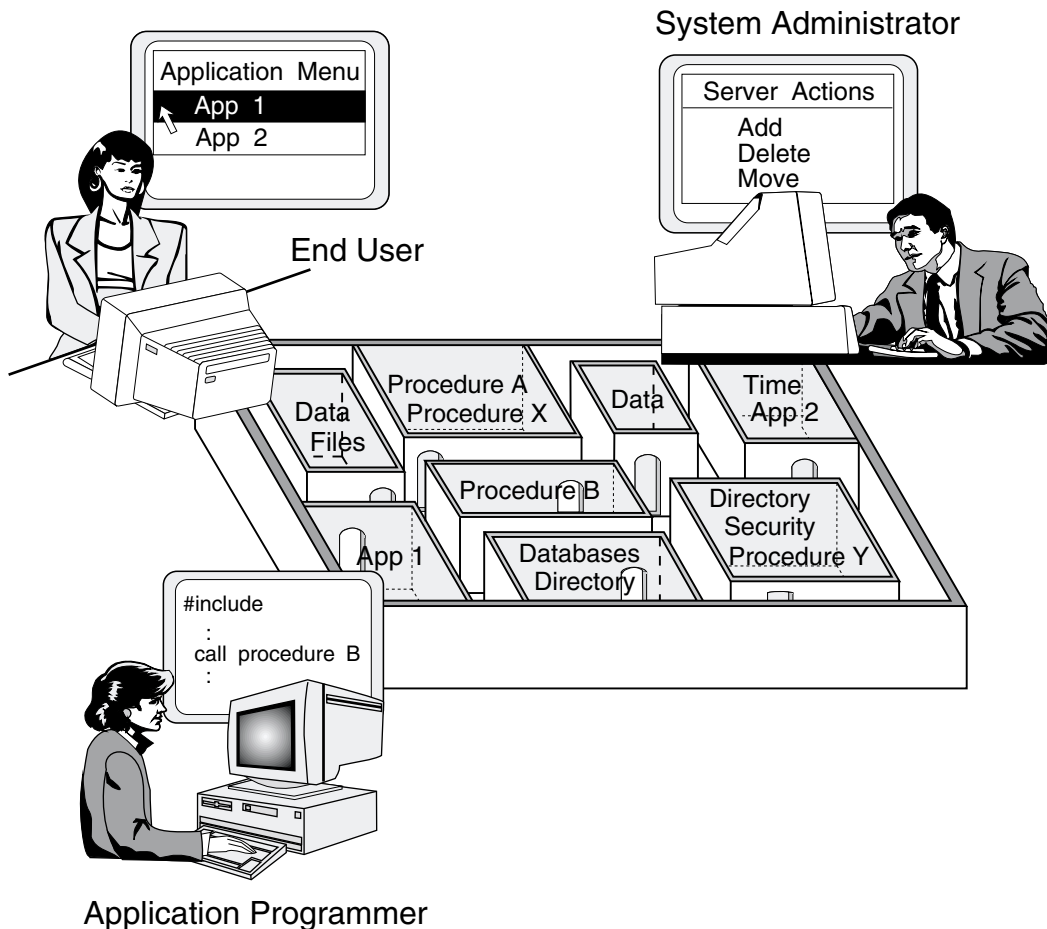 System Administrator
Application Menu
App 1
App 2
Server Actions
Add
Delete
Move
End User
Data
Files
Procedure A
Procedure X
Data
Time
App 2
Procedure B
Directory
Security
Procedure Y
App 1
Databases
Directory
#include
:
call procedure B
:
Application Programmer